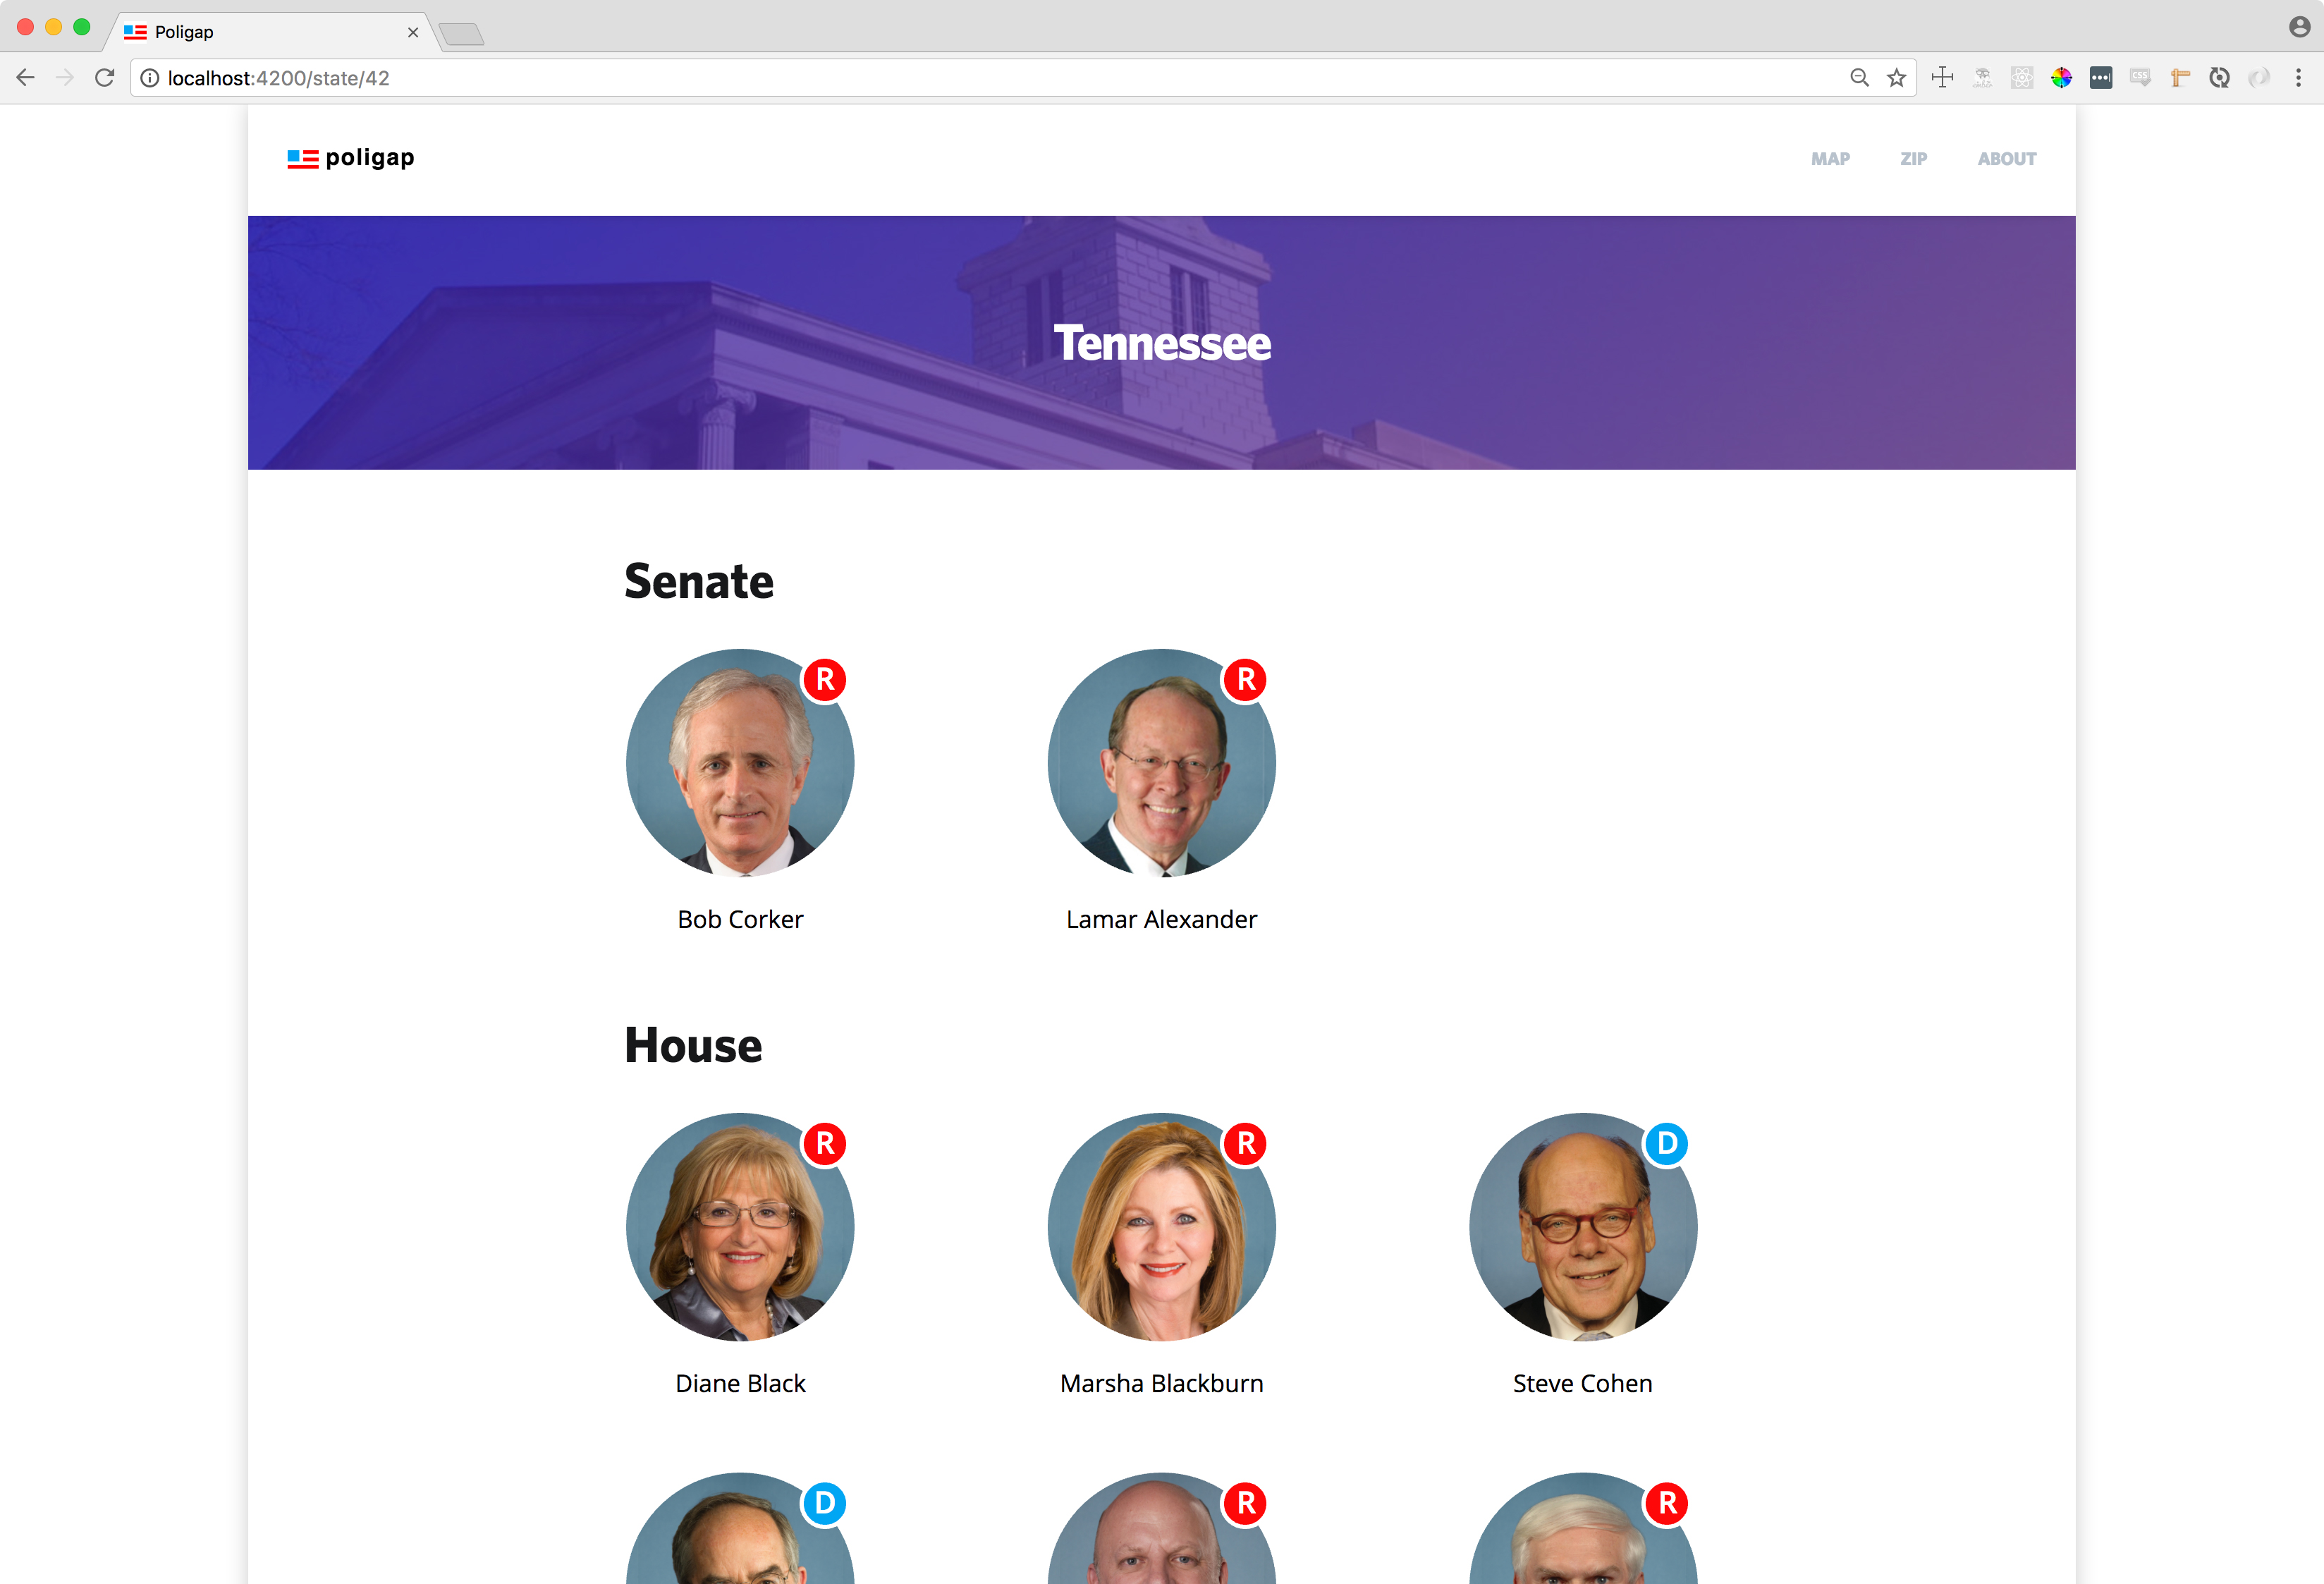 Poligap
localhost:4200/state/42
poligap
MAP ZIP ABOUT
Tennessee
Senate
R
R
Bob Corker
Lamar Alexander
House
R
R
D
Diane Black
Marsha Blackburn
Steve Cohen
D
R
R